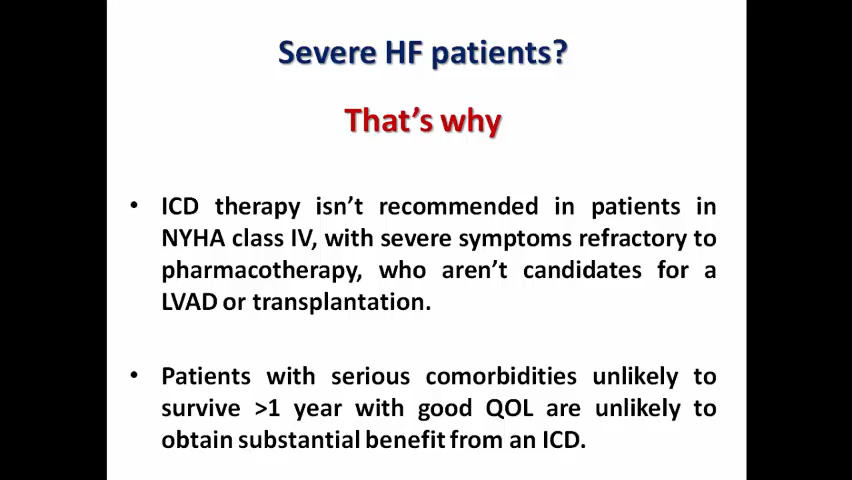 Severe HF patients?
That's why
• ICD therapy isn't recommended in patients in
NYHA class IV, with severe symptoms refractory to
pharmacotherapy, who aren't candidates for a
LVAD or transplantation.
• Patients with serious comorbidities unlikely to
survive >1 year with good QOL are unlikely to
obtain substantial benefit from an ICD.